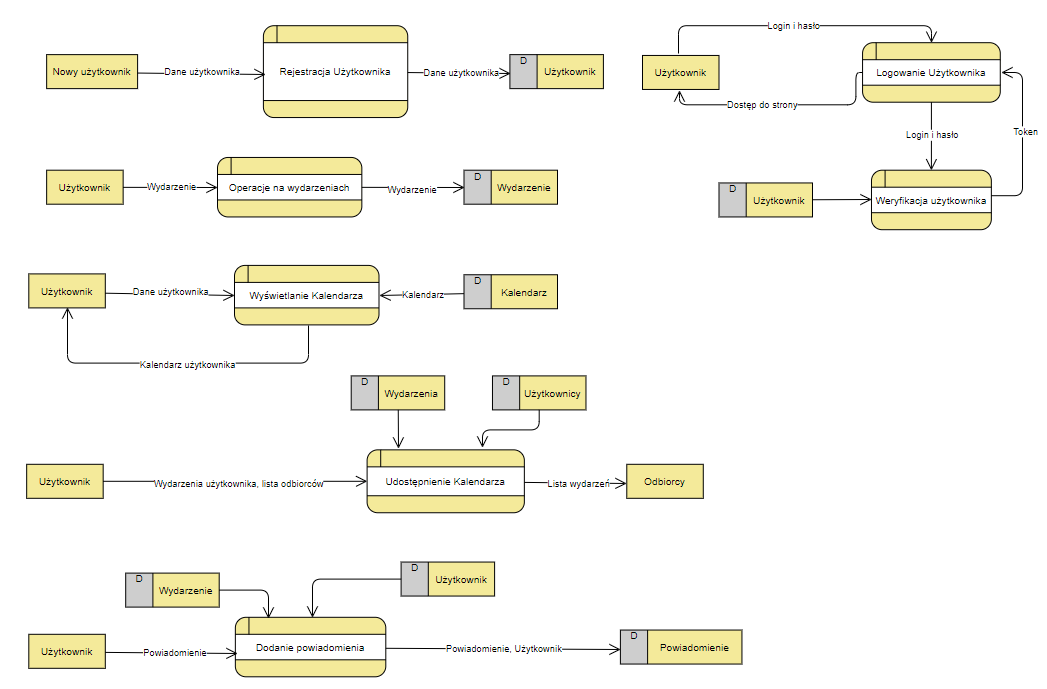 Nowy użytkownik
Dane użytkownika
Rejestracja Użytkownika
Dane użytkownika
D
Użytkownik
Login i hasło
Użytkownik
Logowanie Użytkownika
Dostęp do strony
Login i hasło
Token
D
Użytkownik
Weryfikacja użytkownika
Użytkownik
Wydarzenie
Operacje na wydarzeniach
Wydarzenie
D
Wydarzenie
Użytkownik
Dane użytkownika
Wyświetlanie Kalendarza
Kalendarz
D
Kalendarz
Kalendarz użytkownika
D
Wydarzenia
D
Użytkownicy
Użytkownik
Wydarzenia użytkownika, lista odbiorców
Udostępnienie Kalendarza
Lista wydarzeń
Odbiorcy
D
Wydarzenie
D
Użytkownik
Użytkownik
Powiadomienie
Dodanie powiadomienia
Powiadomienie, Użytkownik
D
Powiadomienie